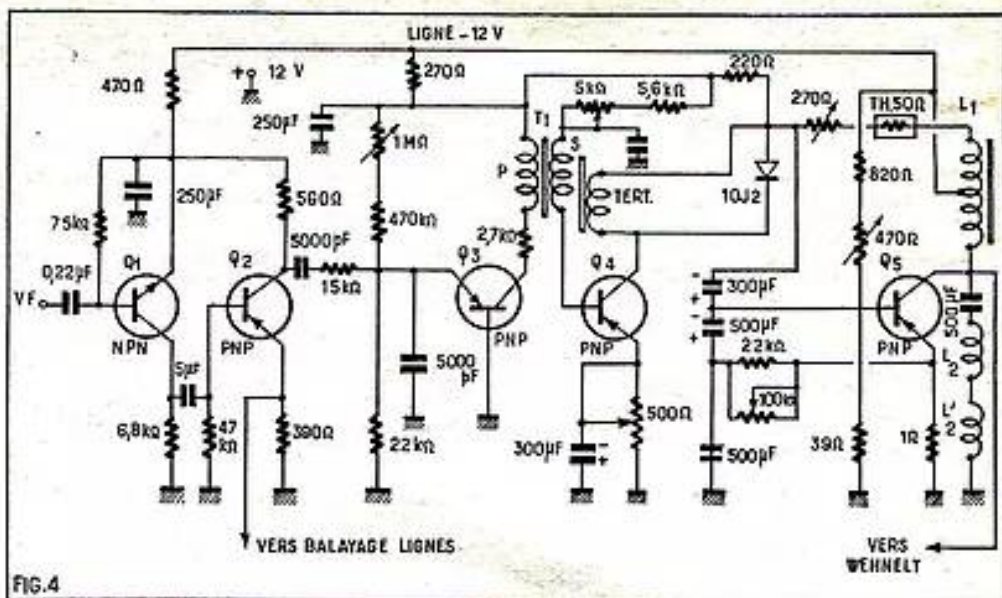 LIGNE - 12 V
470Ω
+ 12 V
270Ω
220Ω
5kΩ
5,6kΩ
270Ω
TH.50Ω
L1
250µF
1MΩ
T1
P
S
TERT.
10J2
820Ω
75kΩ
250µF
560Ω
5000pF
470kΩ
2,7kΩ
470Ω
0,22µF
Q1
Q2
15kΩ
Q3
Q4
Q5
VF
NPN
PNP
PNP
PNP
PNP
300µF
500µF
500µF
5µF
5000
pF
22kΩ
L
2
100kΩ
6,8kΩ
47
kΩ
390Ω
22kΩ
300µF
500Ω
500µF
39Ω
1Ω
L'
2
VERS BALAYAGE LIGNES
VERS
WEHNELT
FIG.4